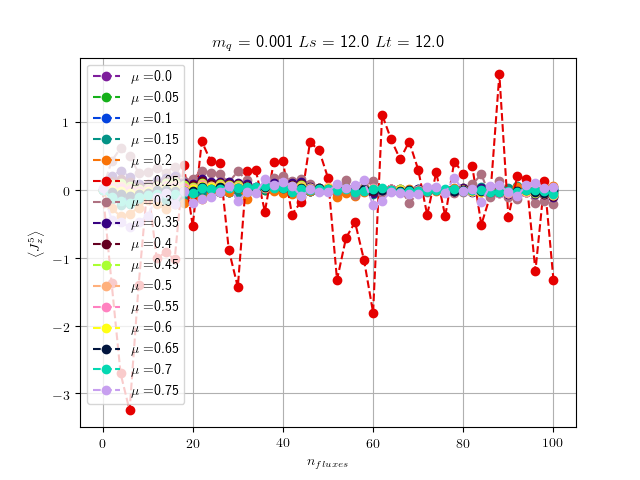 m_q = 0.001 Ls = 12.0 Lt = 12.0
⟨J_z^5⟩
1
0
−1
−2
−3
μ =0.0
μ =0.05
μ =0.1
μ =0.15
μ =0.2
μ =0.25
μ =0.3
μ =0.35
μ =0.4
μ =0.45
μ =0.5
μ =0.55
μ =0.6
μ =0.65
μ =0.7
μ =0.75
0 20 40 60 80 100
n_fluxes